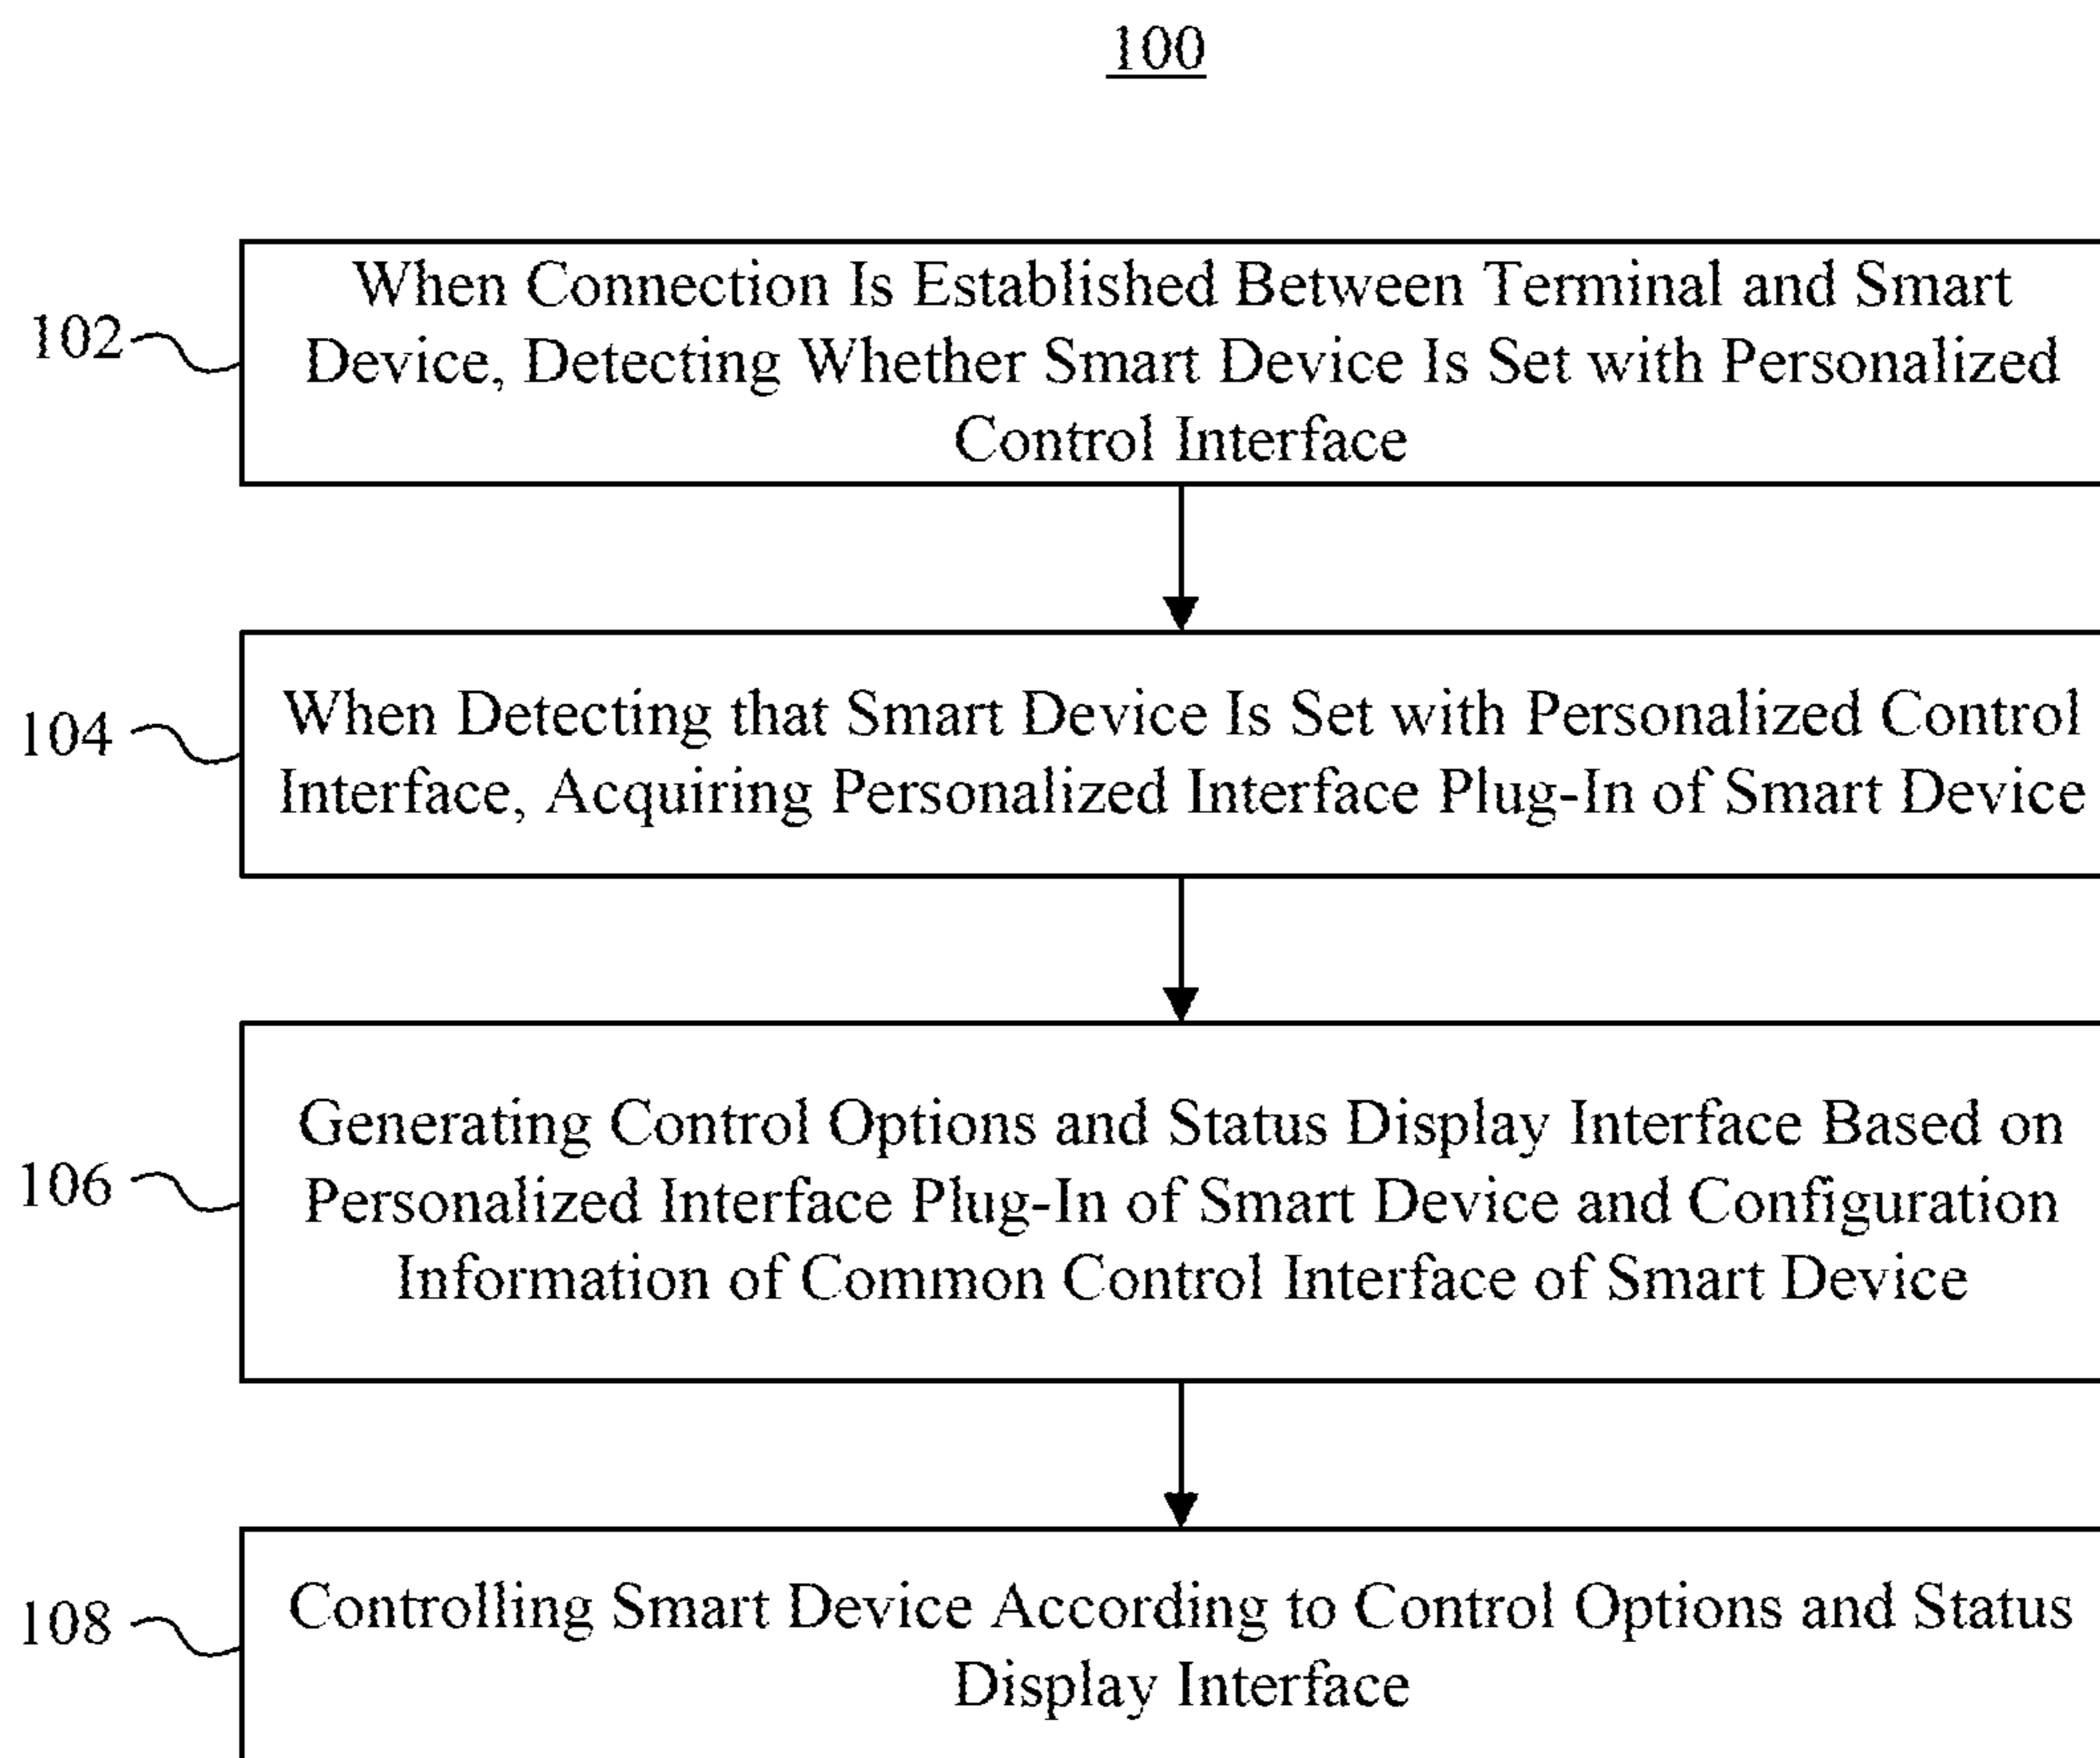 100
102
When Connection Is Established Between Terminal and Smart
Device, Detecting Whether Smart Device Is Set with Personalized
Control Interface
104
When Detecting that Smart Device Is Set with Personalized Control
Interface, Acquiring Personalized Interface Plug-In of Smart Device
106
Generating Control Options and Status Display Interface Based on
Personalized Interface Plug-In of Smart Device and Configuration
Information of Common Control Interface of Smart Device
108
Controlling Smart Device According to Control Options and Status
Display Interface